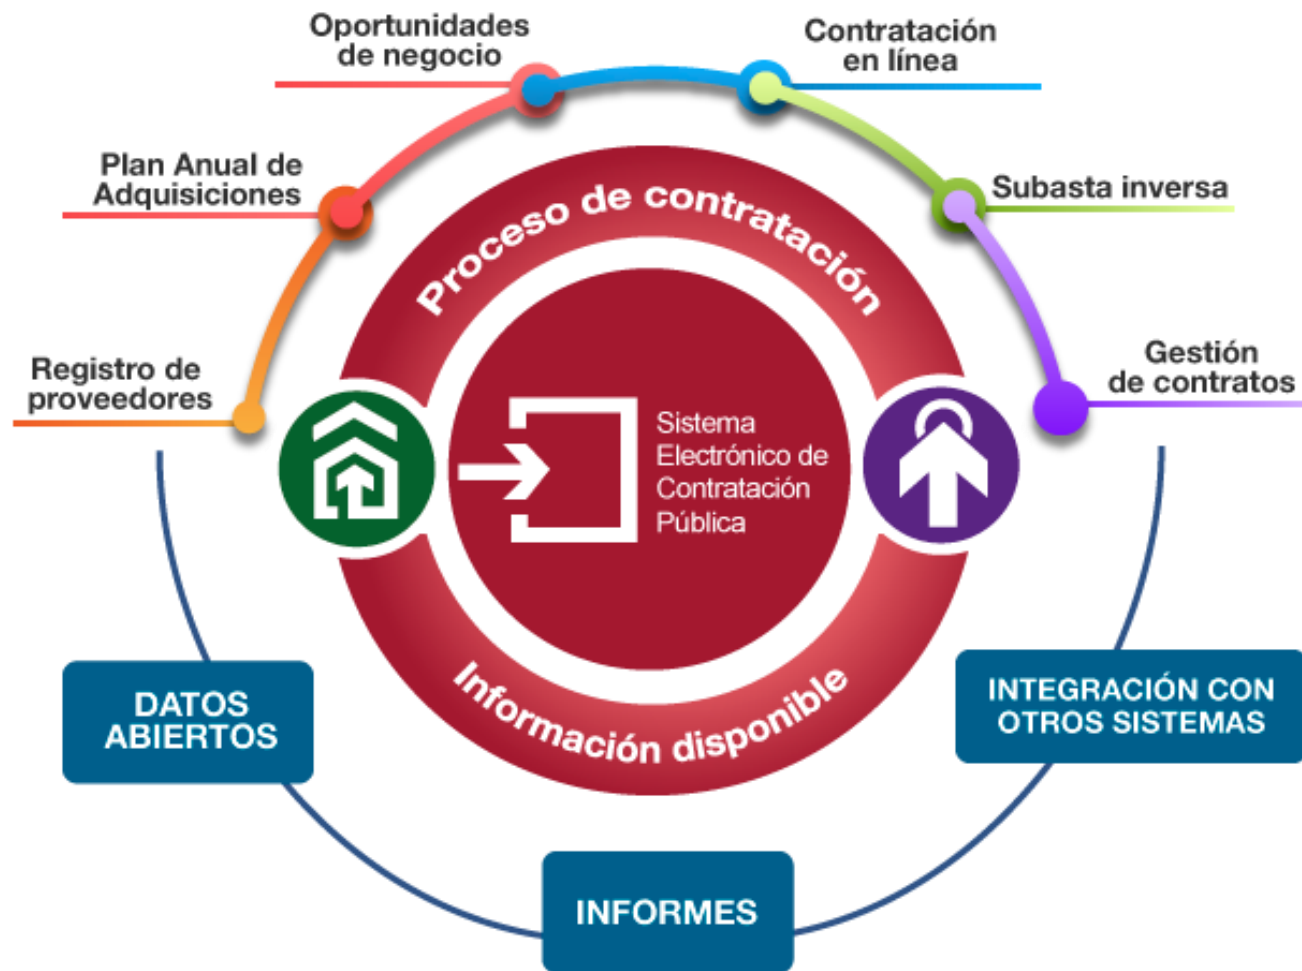 Oportunidades
de negocio
Contratación
en línea
Plan Anual de
Adquisiciones
Subasta inversa
Registro de
proveedores
Gestión
de contratos
Proceso de contratación
Sistema
Electrónico de
Contratación
Pública
Información disponible
DATOS
ABIERTOS
INTEGRACIÓN CON
OTROS SISTEMAS
INFORMES